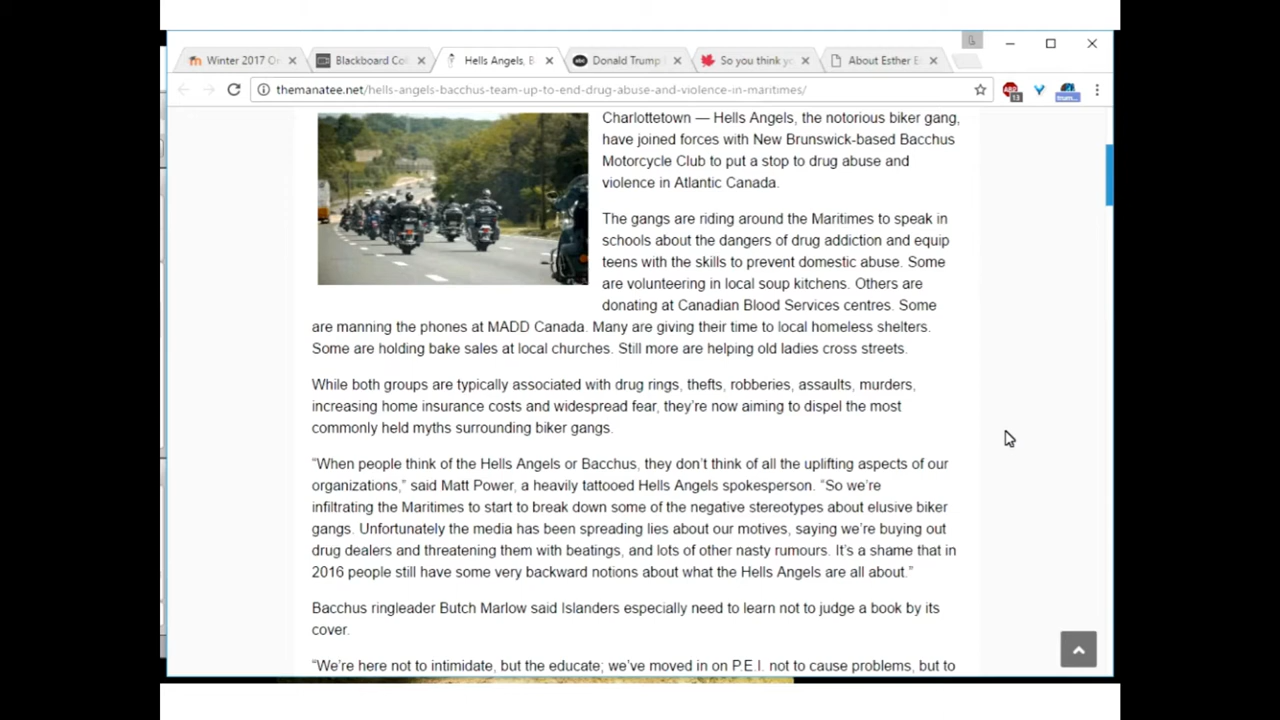 L
Winter 2017 O
Blackboard Co
Hells Angels, B
Donald Trump
So you think y
About Esther E
themanatee.net/hells-angels-bacchus-team-up-to-end-drug-abuse-and-violence-in-maritimes/
ABP
13
Charlottetown — Hells Angels, the notorious biker gang,
have joined forces with New Brunswick-based Bacchus
Motorcycle Club to put a stop to drug abuse and
violence in Atlantic Canada.
The gangs are riding around the Maritimes to speak in
schools about the dangers of drug addiction and equip
teens with the skills to prevent domestic abuse. Some
are volunteering in local soup kitchens. Others are
donating at Canadian Blood Services centres. Some
are manning the phones at MADD Canada. Many are giving their time to local homeless shelters.
Some are holding bake sales at local churches. Still more are helping old ladies cross streets.
While both groups are typically associated with drug rings, thefts, robberies, assaults, murders,
increasing home insurance costs and widespread fear, they're now aiming to dispel the most
commonly held myths surrounding biker gangs.
“When people think of the Hells Angels or Bacchus, they don't think of all the uplifting aspects of our
organizations,” said Matt Power, a heavily tattooed Hells Angels spokesperson. “So we're
infiltrating the Maritimes to start to break down some of the negative stereotypes about elusive biker
gangs. Unfortunately the media has been spreading lies about our motives, saying we're buying out
drug dealers and threatening them with beatings, and lots of other nasty rumours. It's a shame that in
2016 people still have some very backward notions about what the Hells Angels are all about.”
Bacchus ringleader Butch Marlow said Islanders especially need to learn not to judge a book by its
cover.
“We're here not to intimidate, but the educate; we've moved in on P.E.I. not to cause problems, but to